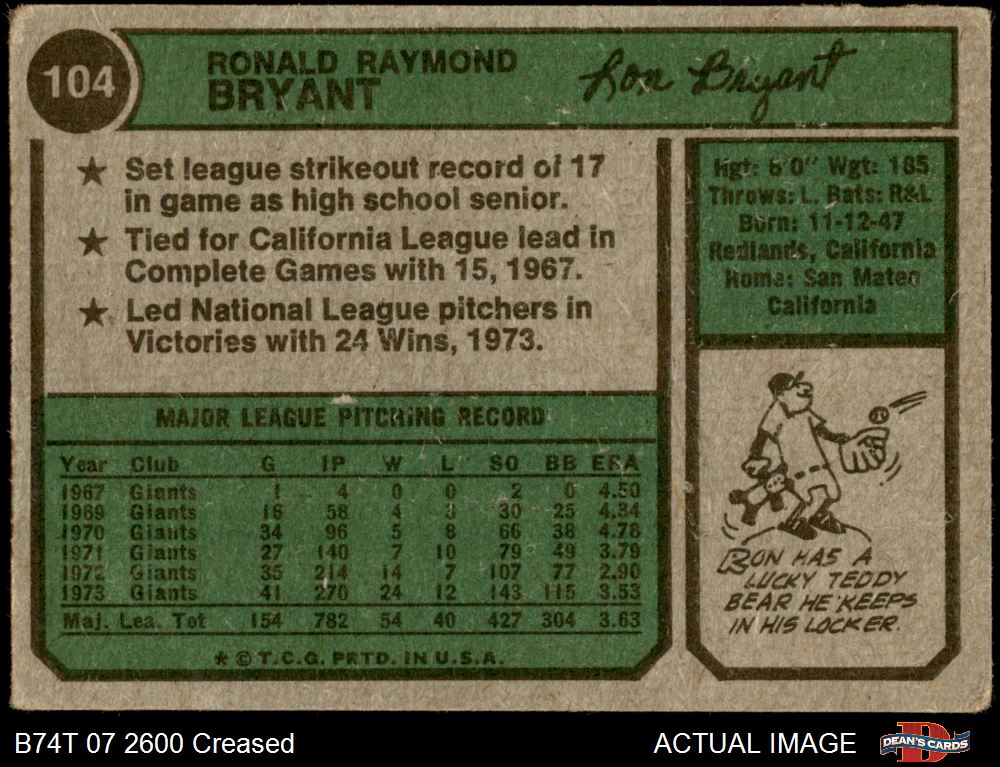 104
RONALD RAYMOND
BRYANT
Ron Bryant
★ Set league strikeout record of 17
in game as high school senior.
★ Tied for California League lead in
Complete Games with 15, 1967.
★ Led National League pitchers in
Victories with 24 Wins, 1973.
Hgt: 6'0" Wgt: 185
Throws: L. Bats: R&L
Born: 11-12-47
Redlands, California
Home: San Mateo
California
MAJOR LEAGUE PITCHING RECORD
Year Club G IP W L SO BB ERA
1967 Giants 1 4 0 0 2 0 4.50
1969 Giants 16 58 4 3 30 25 4.34
1970 Giants 34 96 5 8 66 38 4.78
1971 Giants 27 140 7 10 79 49 3.79
1972 Giants 35 214 14 7 107 77 2.90
1973 Giants 41 270 24 12 143 115 3.53
Maj. Lea. Tot 154 782 54 40 427 304 3.63
* © T.C.G. PRTD. IN U.S.A.
RON HAS A
LUCKY TEDDY
BEAR HE KEEPS
IN HIS LOCKER.
B74T 07 2600 Creased
ACTUAL IMAGE
DEAN'S CARDS